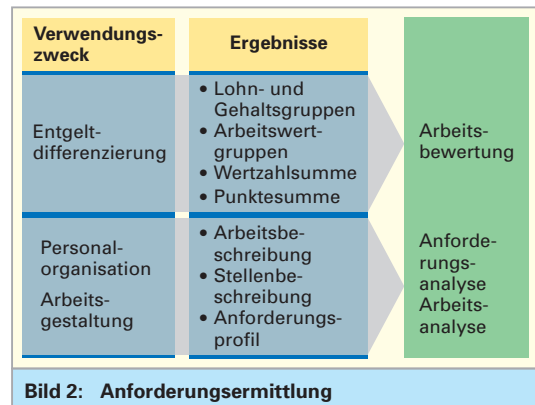 Verwendungs-
zweck
Ergebnisse
Entgelt-
differenzierung
• Lohn- und
Gehaltsgruppen
• Arbeitswert-
gruppen
• Wertzahlsumme
• Punktesumme
Arbeits-
bewertung
Personal-
organisation
Arbeits-
gestaltung
• Arbeitsbe-
schreibung
• Stellenbe-
schreibung
• Anforderungs-
profil
Anforde-
rungs-
analyse
Arbeits-
analyse
Bild 2: Anforderungsermittlung